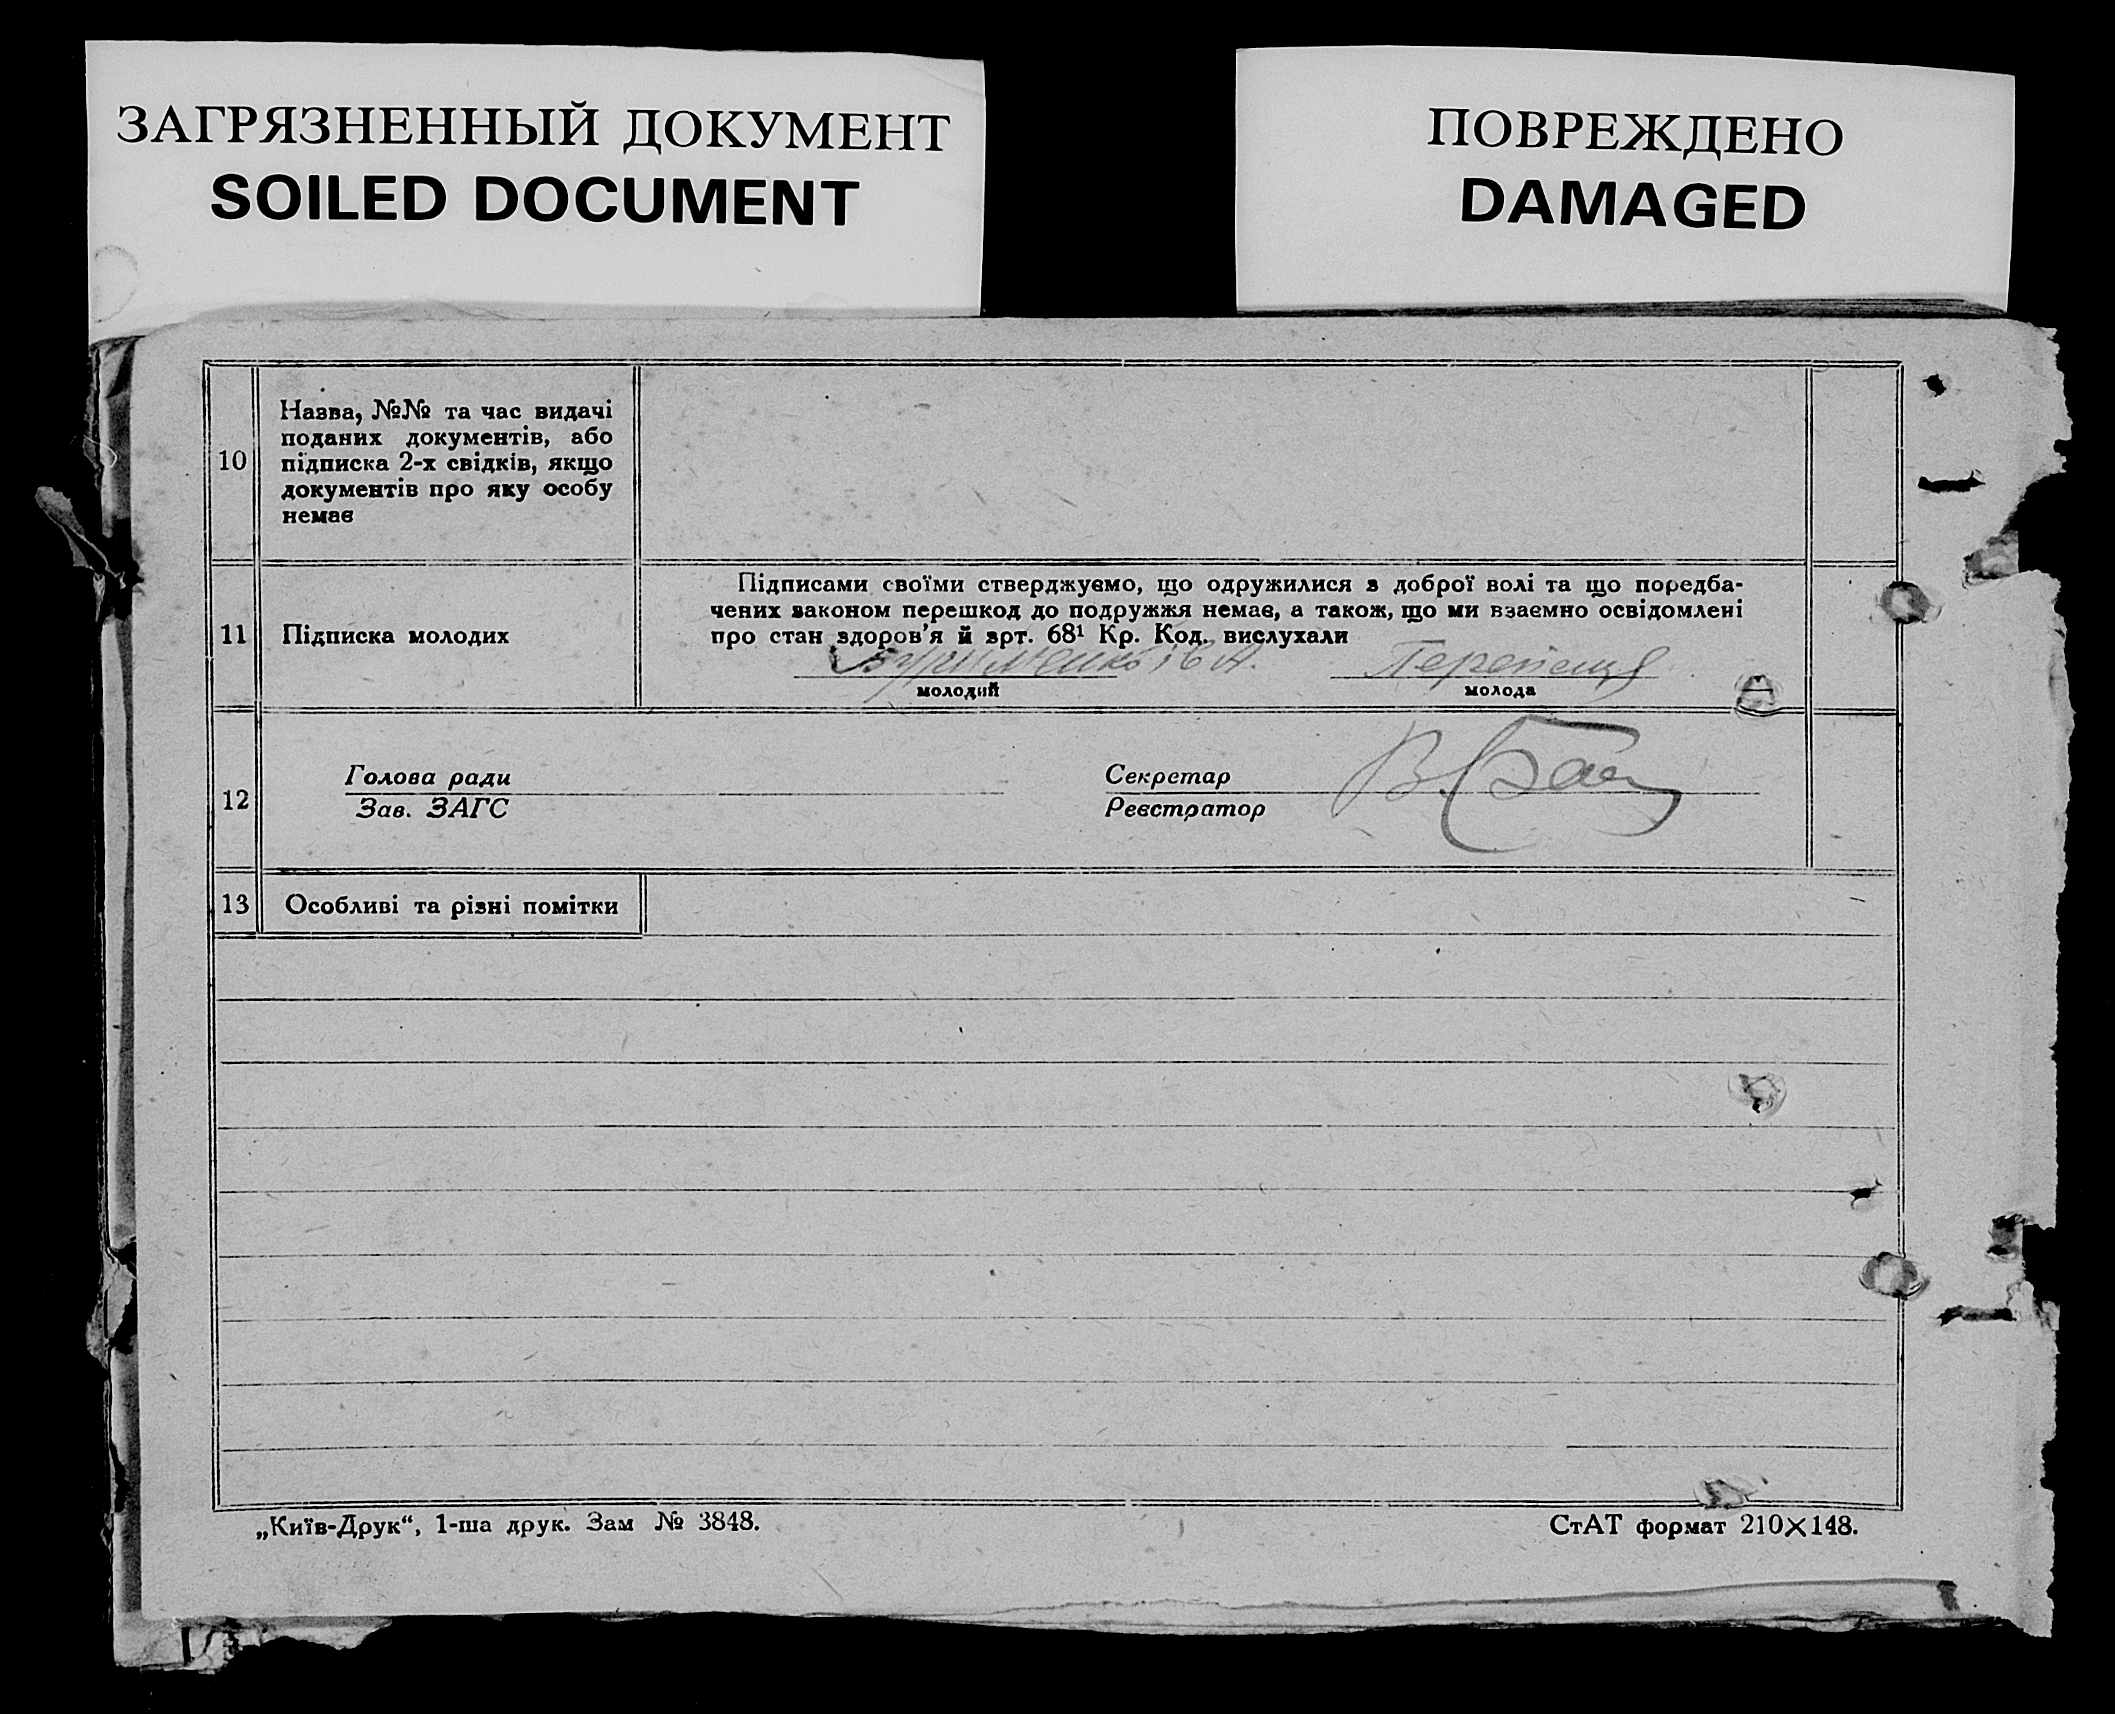 ЗАГРЯЗНЕННЫЙ ДОКУМЕНТ
SOILED DOCUMENT
ПОВРЕЖДЕНО
DAMAGED
10
Назва, №№ та час видачі
поданих документів, або
підписка 2-х свідків, якщо
документів про яку особу
немає
11
Підписка молодих
Підписами своїми стверджуємо, що одружилися з доброї волі та що поредба-
чених законом перешкод до подружжя немає, а також, що ми взаємно освідомлені
про стан здоров'я й арт. 68¹ Кр. Код. вислухали
молодий
молода
12
Голова ради
Зав. ЗАГС
Секретар
Реєстратор
13
Особливі та різні помітки
„Київ-Друк“, 1-ша друк. Зам № 3848.
СтАТ формат 210×148.